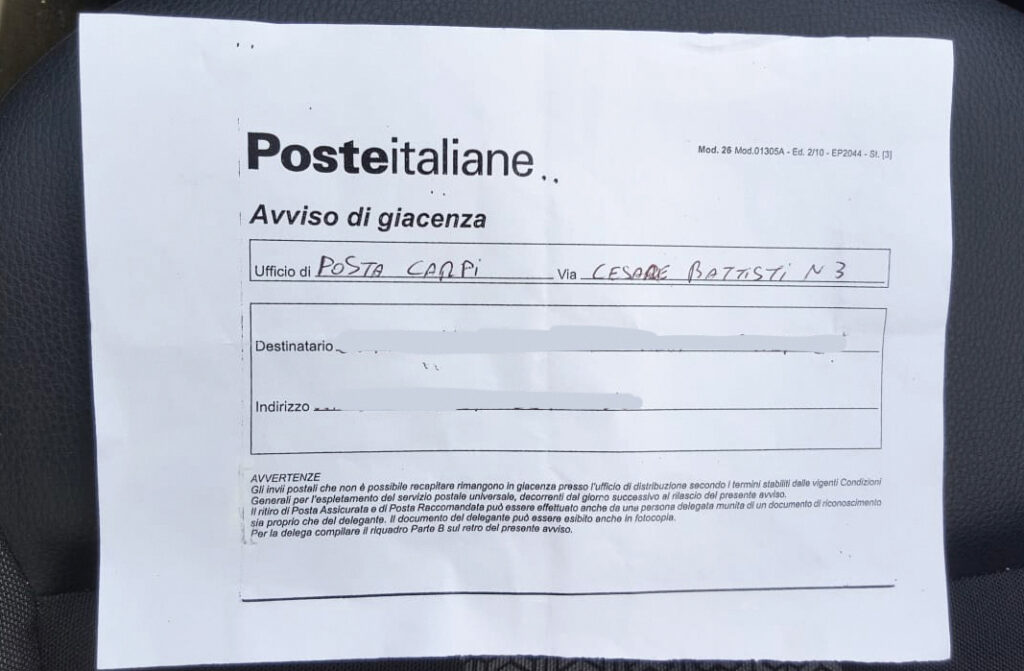 Posteitaliane
Mod. 26 Mod.01305A - Ed. 2/10 - EP2044 - St. [3]
Avviso di giacenza
Ufficio di POSTA CARPI Via CESARE BATTISTI N 3
Destinatario
Indirizzo
AVVERTENZE
Gli invii postali che non è possibile recapitare rimangono in giacenza presso l'ufficio di distribuzione secondo i termini stabiliti dalle vigenti Condizioni
Generali per l'espletamento del servizio postale universale, decorrenti dal giorno successivo al rilascio del presente avviso.
Il ritiro di Posta Assicurata e di Posta Raccomandata può essere effettuato anche da una persona delegata munita di un documento di riconoscimento
sia proprio che del delegante. Il documento del delegante può essere esibito anche in fotocopia.
Per la delega compilare il riquadro Parte B sul retro del presente avviso.